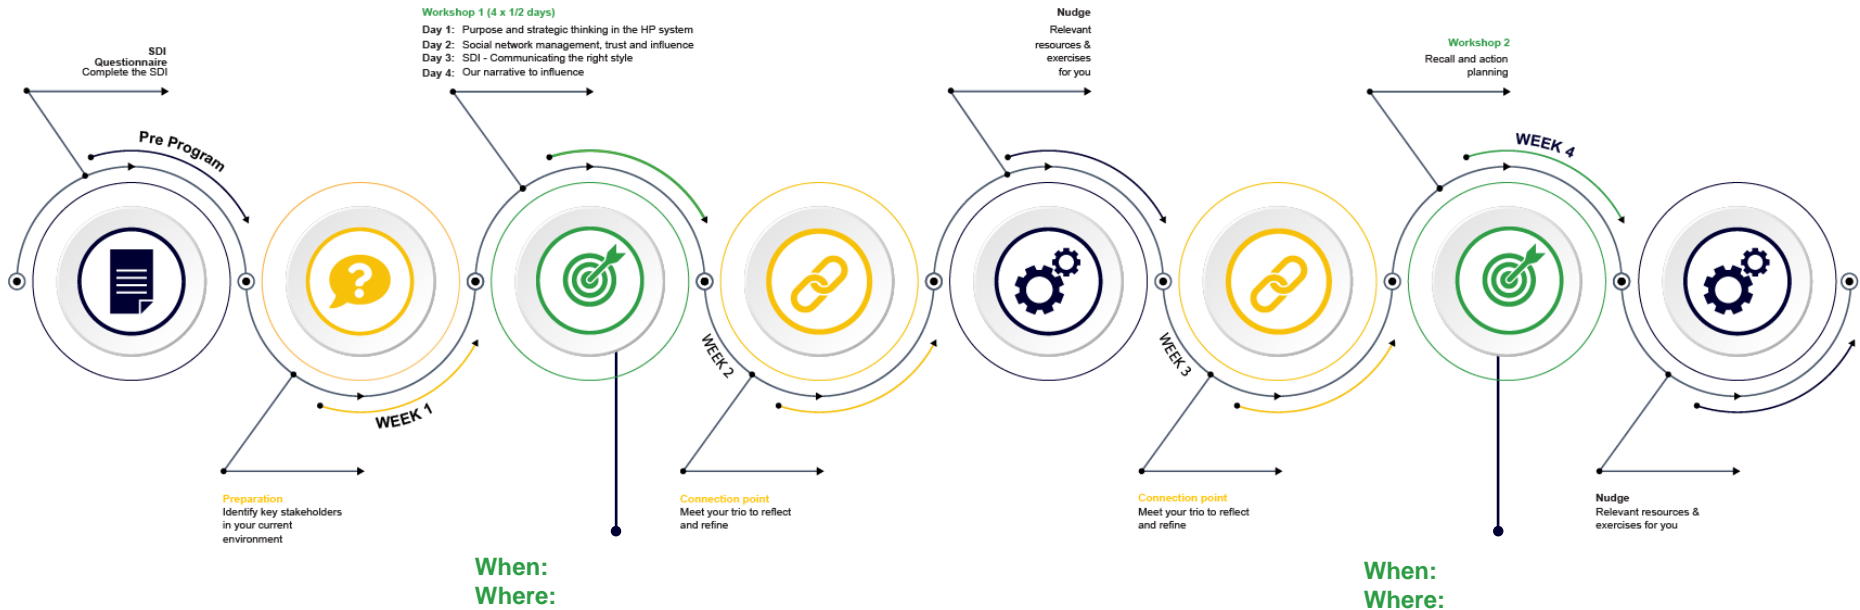 SDI
Questionnaire
Complete the SDI
Pre Program
Preparation
Identify key stakeholders
in your current
environment
WEEK 1
Workshop 1 (4 x 1/2 days)
Day 1: Purpose and strategic thinking in the HP system
Day 2: Social network management, trust and influence
Day 3: SDI - Communicating the right style
Day 4: Our narrative to influence
When:
Where:
WEEK 2
Connection point
Meet your trio to reflect
and refine
Nudge
Relevant
resources &
exercises
for you
WEEK 3
Connection point
Meet your trio to reflect
and refine
Workshop 2
Recall and action
planning
WEEK 4
When:
Where:
Nudge
Relevant resources &
exercises for you